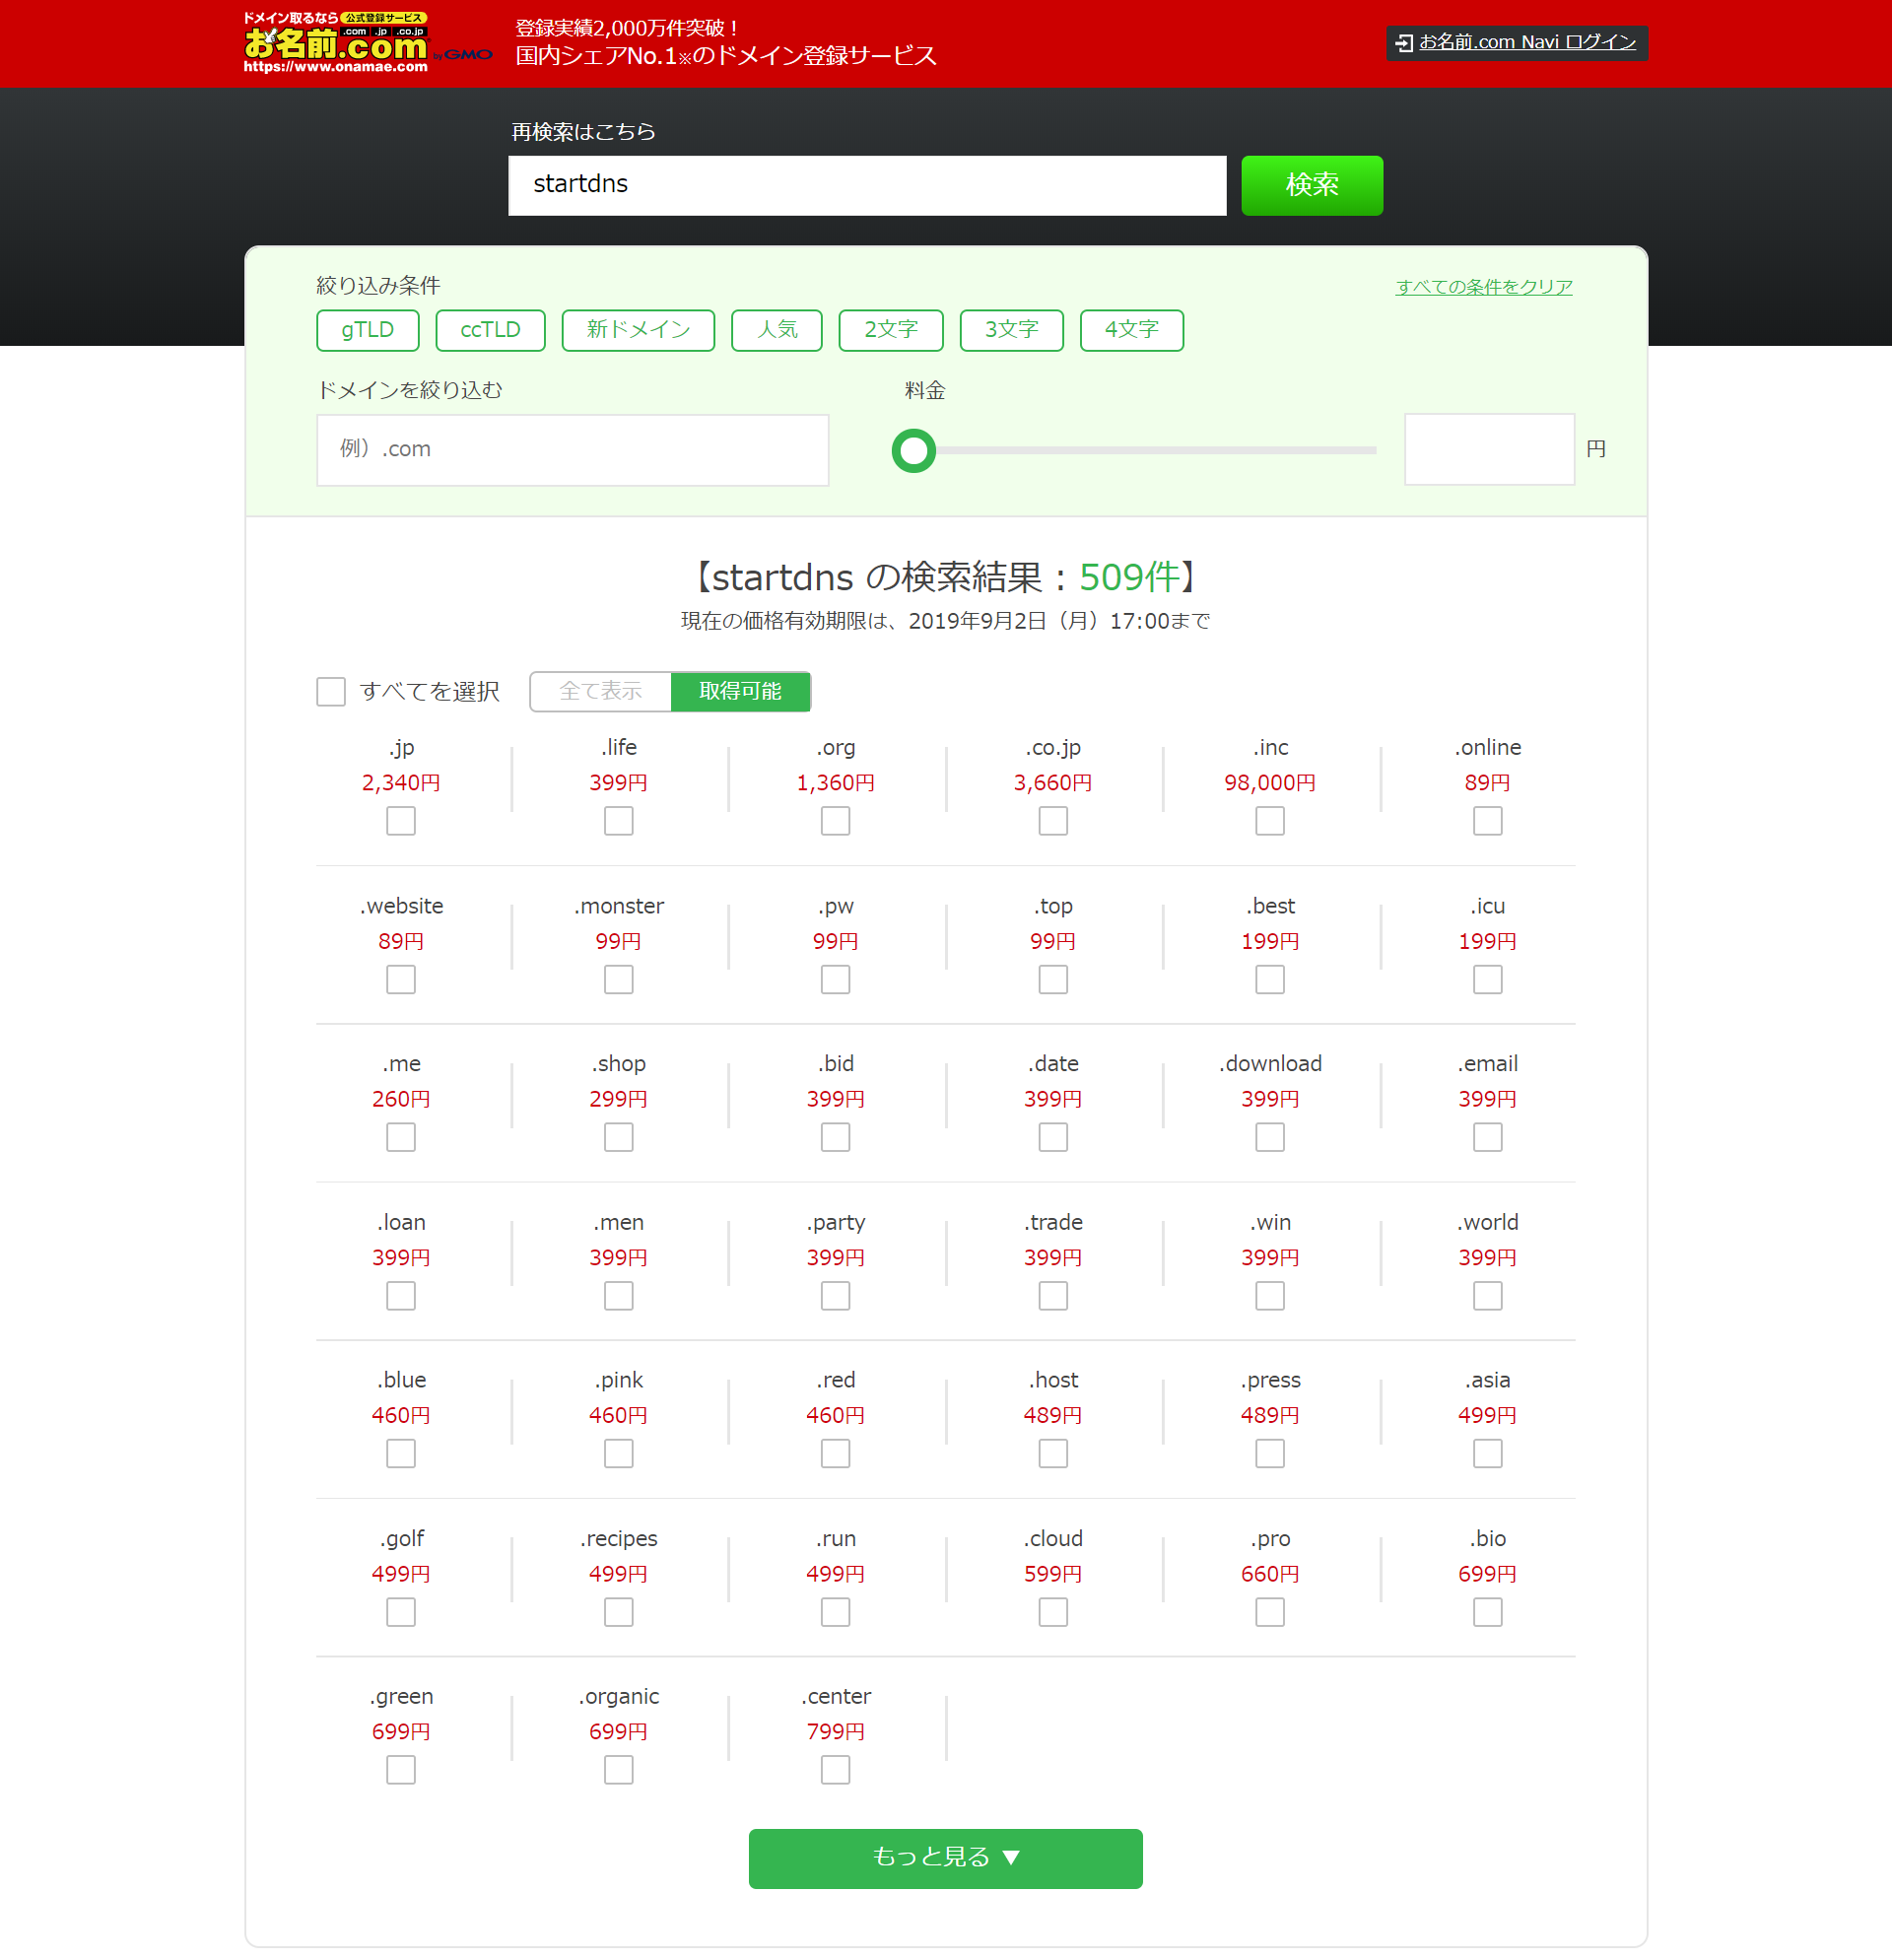 ドメイン取るなら 公式登録サービス
お名前.com .com .jp .co.jp by GMO
https://www.onamae.com
登録実績2,000万件突破！
国内シェアNo.1※のドメイン登録サービス
お名前.com Navi ログイン
再検索はこちら
startdns 検索
絞り込み条件 すべての条件をクリア
gTLD ccTLD 新ドメイン 人気 2文字 3文字 4文字
ドメインを絞り込む 料金
例）.com 円
【startdns の検索結果：509件】
現在の価格有効期限は、2019年9月2日（月）17:00まで
すべてを選択 全て表示 取得可能
.jp .life .org .co.jp .inc .online
2,340円 399円 1,360円 3,660円 98,000円 89円
.website .monster .pw .top .best .icu
89円 99円 99円 99円 199円 199円
.me .shop .bid .date .download .email
260円 299円 399円 399円 399円 399円
.loan .men .party .trade .win .world
399円 399円 399円 399円 399円 399円
.blue .pink .red .host .press .asia
460円 460円 460円 489円 489円 499円
.golf .recipes .run .cloud .pro .bio
499円 499円 499円 599円 660円 699円
.green .organic .center
699円 699円 799円
もっと見る ▼